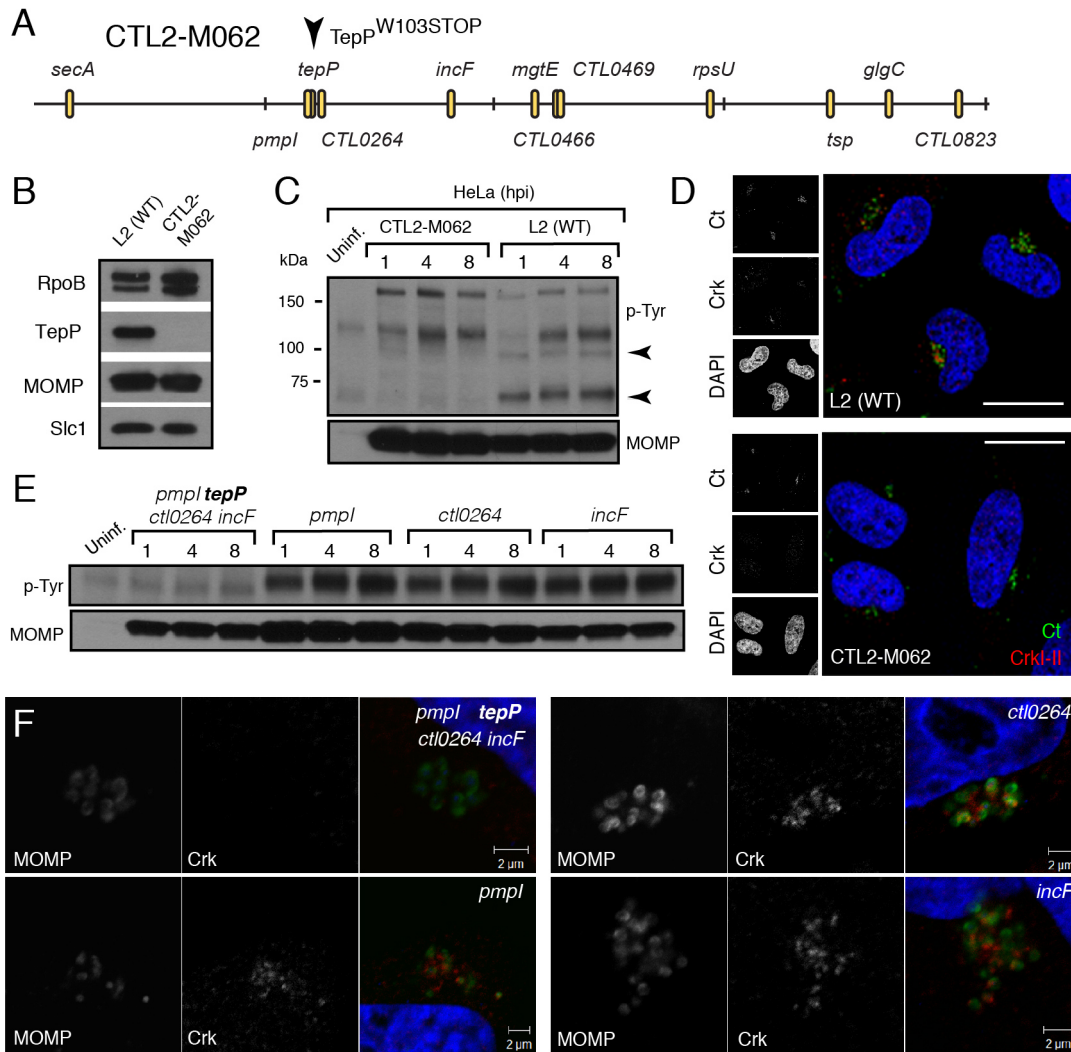 A
CTL2-M062
TepP^W103STOP
secA tepP incF mgtE CTL0469 rpsU glgC
pmpI CTL0264 CTL0466 tsp CTL0823
B
L2 (WT)
CTL2-
M062
RpoB
TepP
MOMP
Slc1
C
HeLa (hpi)
Uninf.
CTL2-M062 L2 (WT)
kDa 1 4 8 1 4 8
150
100
75
p-Tyr
MOMP
D
Ct
Crk
DAPI
L2 (WT)
Ct
Crk
DAPI
CTL2-M062
Ct
CrkI-II
E
Uninf.
pmpI tepP
ctl0264 incF
pmpI ctl0264 incF
1 4 8 1 4 8 1 4 8 1 4 8
p-Tyr
MOMP
F
pmpI tepP
ctl0264 incF
MOMP Crk 2 µm
ctl0264
MOMP Crk 2 µm
pmpI
MOMP Crk 2 µm
incF
MOMP Crk 2 µm